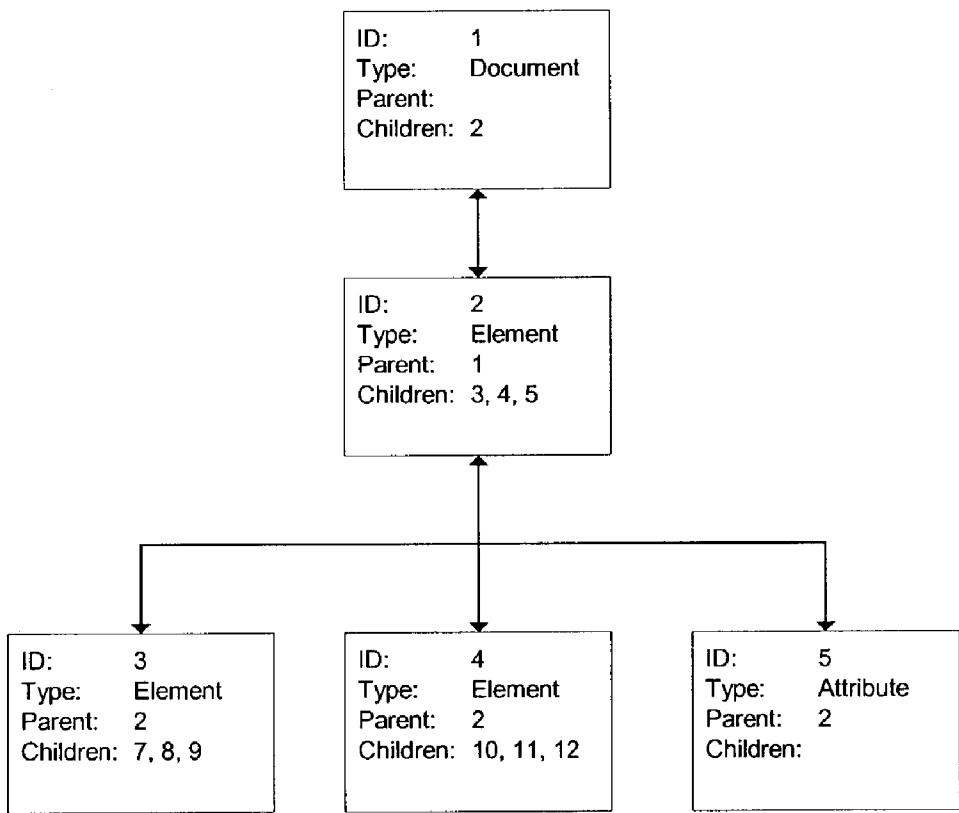 ID: 1
Type: Document
Parent:
Children: 2
ID: 2
Type: Element
Parent: 1
Children: 3, 4, 5
ID: 3
Type: Element
Parent: 2
Children: 7, 8, 9
ID: 4
Type: Element
Parent: 2
Children: 10, 11, 12
ID: 5
Type: Attribute
Parent: 2
Children: